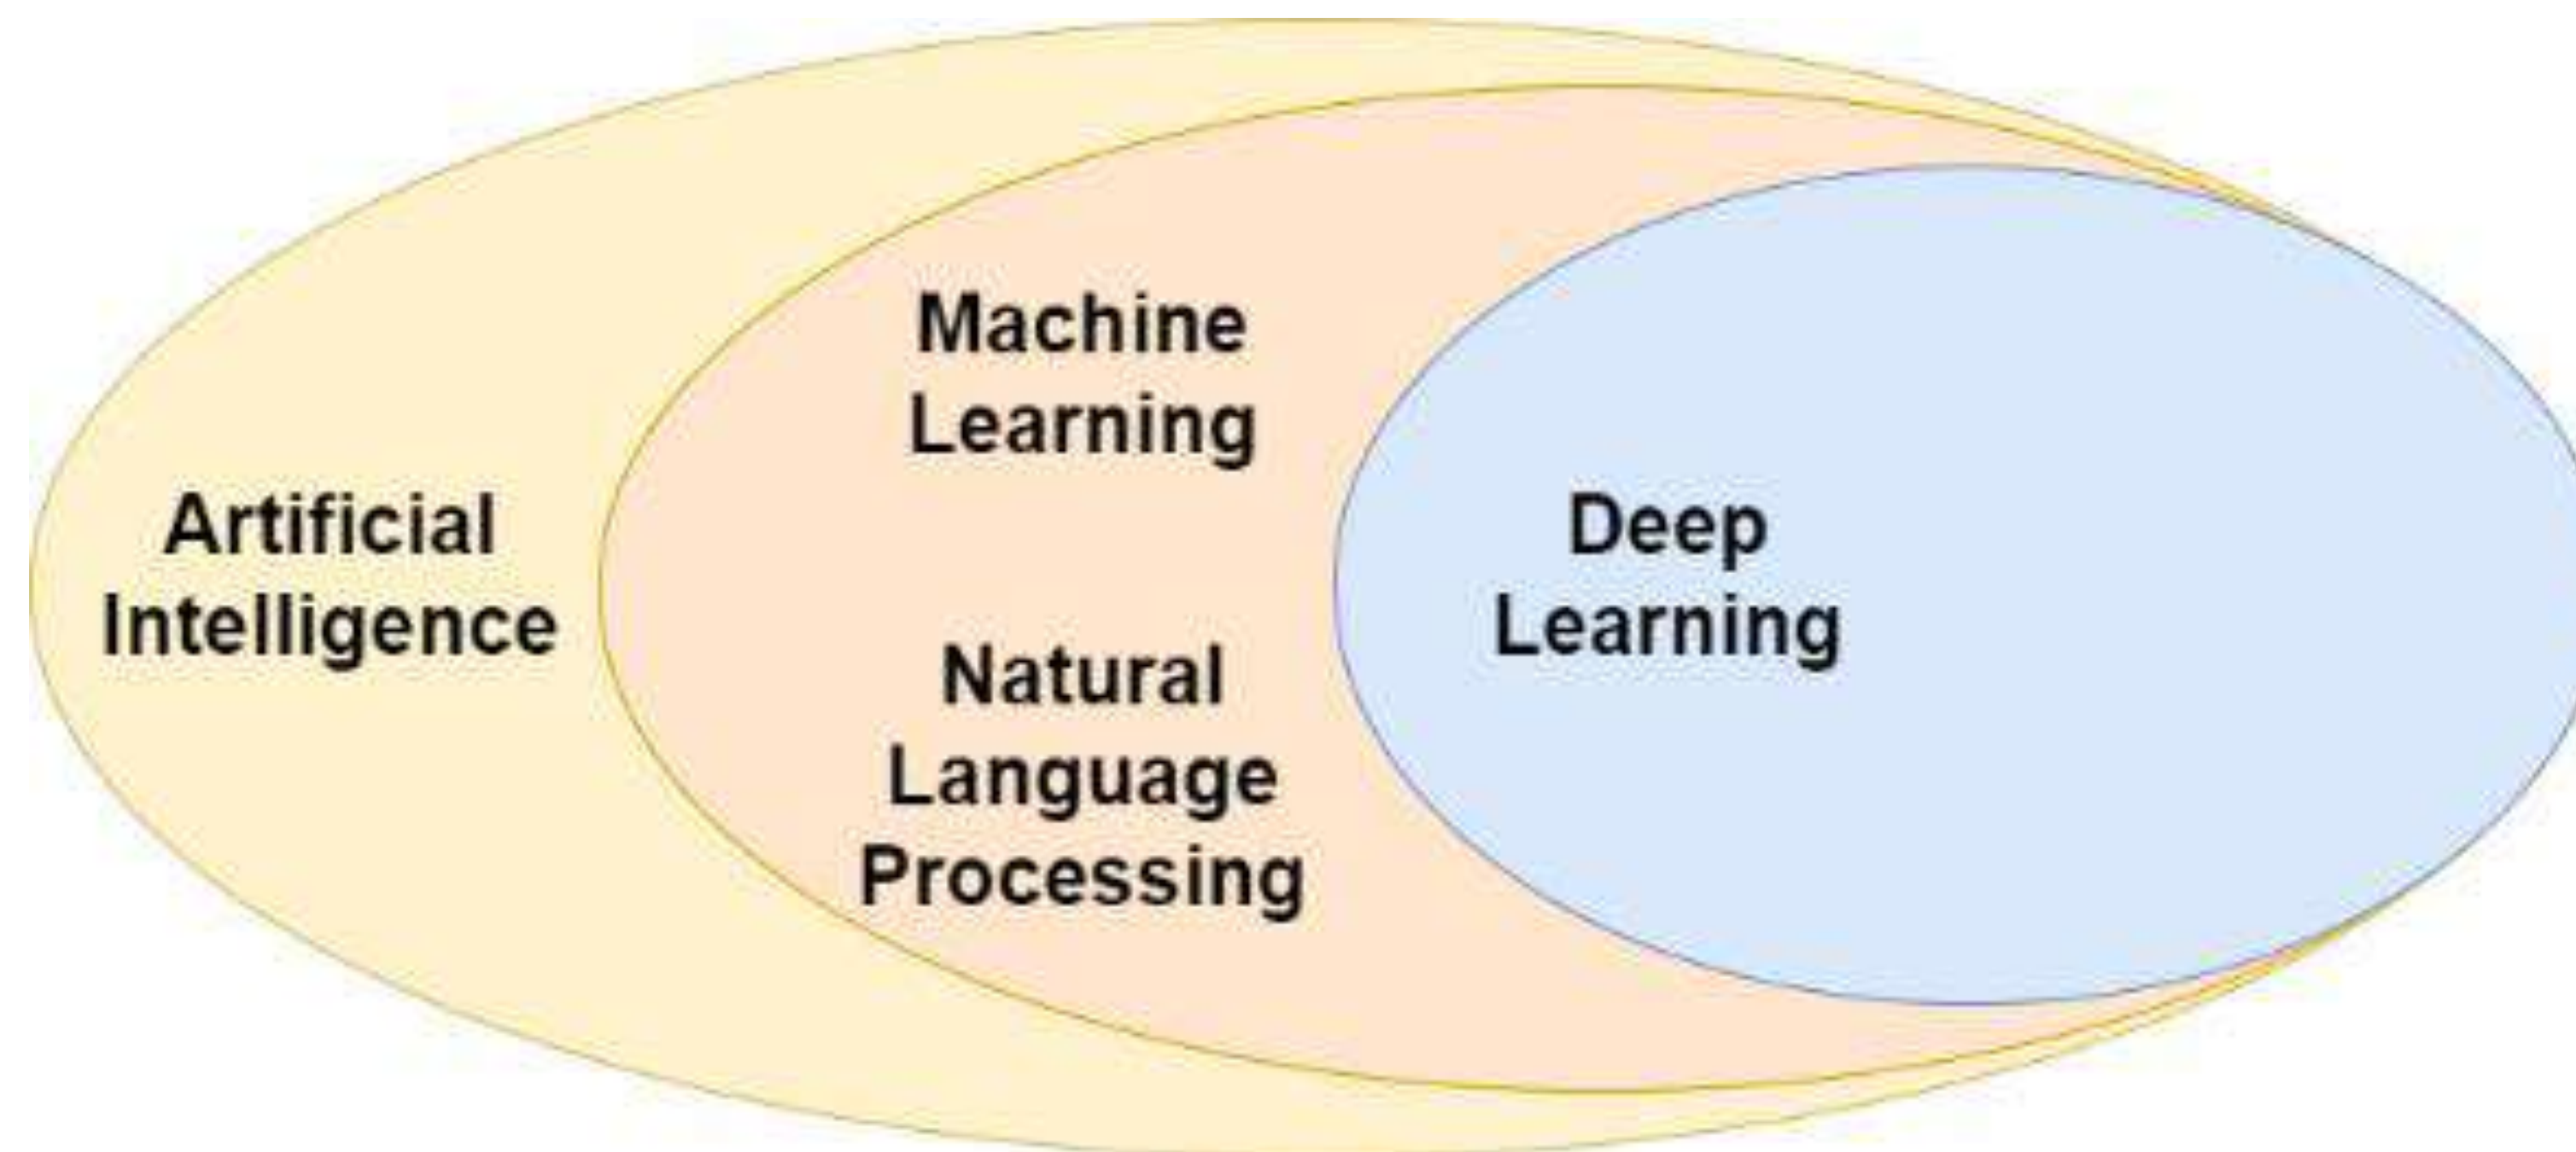 Artificial
Intelligence
Machine
Learning
Natural
Language
Processing
Deep
Learning